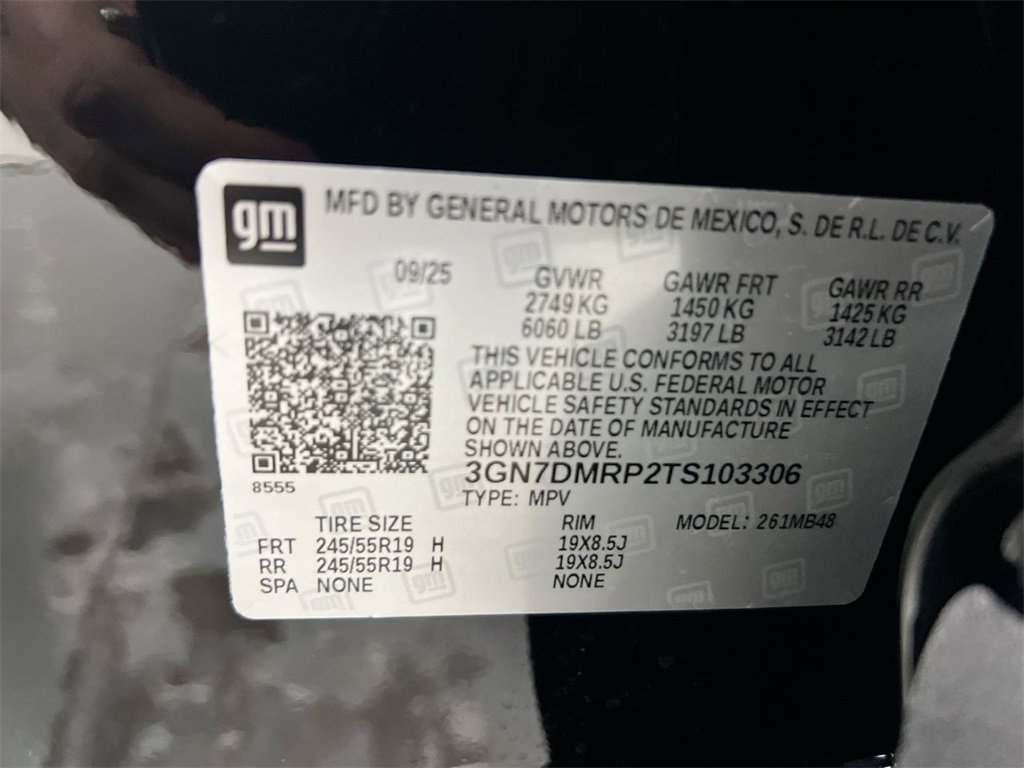 gm
MFD BY GENERAL MOTORS DE MEXICO, S. DE R.L. DE C.V.
09/25 GVWR GAWR FRT GAWR RR
2749 KG 1450 KG 1425 KG
6060 LB 3197 LB 3142 LB
THIS VEHICLE CONFORMS TO ALL
APPLICABLE U.S. FEDERAL MOTOR
VEHICLE SAFETY STANDARDS IN EFFECT
ON THE DATE OF MANUFACTURE
SHOWN ABOVE.
3GN7DMRP2TS103306
8555
TYPE: MPV
TIRE SIZE RIM MODEL: 261MB48
FRT 245/55R19 H 19X8.5J
RR 245/55R19 H 19X8.5J
SPA NONE NONE